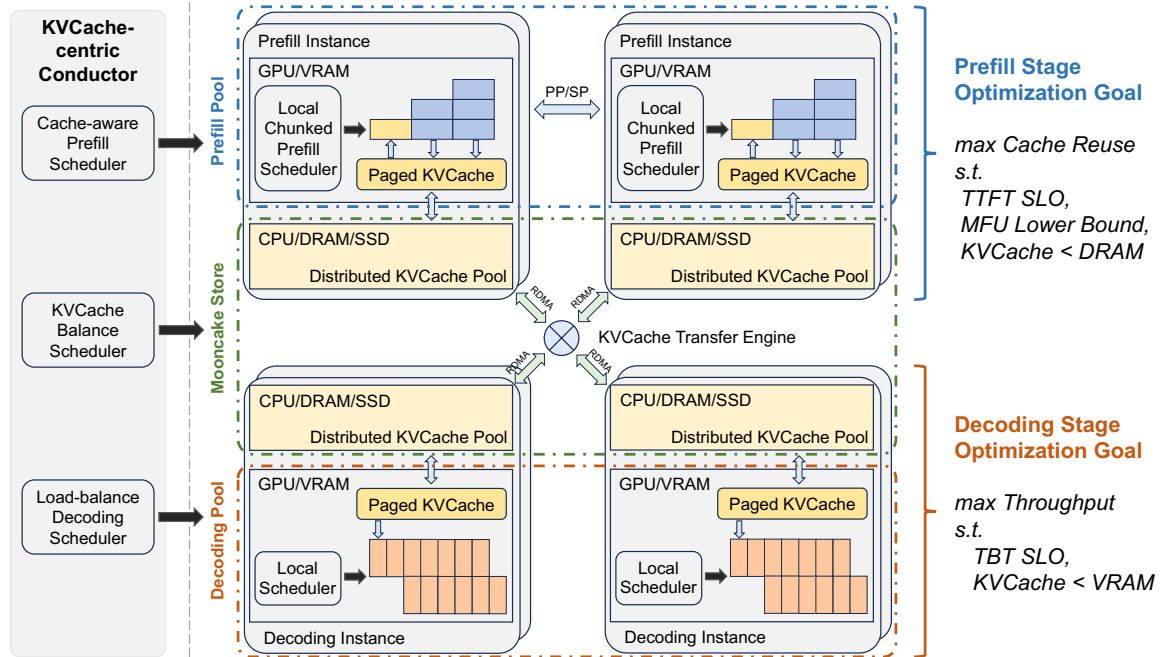 KVCache-
centric
Conductor
Cache-aware
Prefill
Scheduler
KVCache
Balance
Scheduler
Load-balance
Decoding
Scheduler
Prefill Pool
Mooncake Store
Decoding Pool
Prefill Instance
GPU/VRAM
Local
Chunked
Prefill
Scheduler
Paged KVCache
CPU/DRAM/SSD
Distributed KVCache Pool
PP/SP
Prefill Instance
GPU/VRAM
Local
Chunked
Prefill
Scheduler
Paged KVCache
CPU/DRAM/SSD
Distributed KVCache Pool
RDMA
RDMA
KVCache Transfer Engine
RDMA
RDMA
CPU/DRAM/SSD
Distributed KVCache Pool
GPU/VRAM
Paged KVCache
Local
Scheduler
Decoding Instance
CPU/DRAM/SSD
Distributed KVCache Pool
GPU/VRAM
Paged KVCache
Local
Scheduler
Decoding Instance
Prefill Stage
Optimization Goal
max Cache Reuse
s.t.
TTFT SLO,
MFU Lower Bound,
KVCache < DRAM
Decoding Stage
Optimization Goal
max Throughput
s.t.
TBT SLO,
KVCache < VRAM